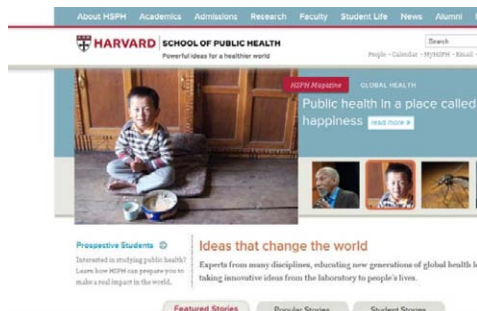 About HSPH Academics Admissions Research Faculty Student Life News Alumni
HARVARD SCHOOL OF PUBLIC HEALTH
Powerful ideas for a healthier world
Search
People - Calendar - MyHSPH - Email -
HSPH Magazine GLOBAL HEALTH
Public health in a place called
happiness read more »
Prospective Students
Interested in studying public health?
Learn how HSPH can prepare you to
make a real impact in the world.
Ideas that change the world
Experts from many disciplines, educating new generations of global health
taking innovative ideas from the laboratory to people's lives.
Featured Stories Popular Stories Student Stories